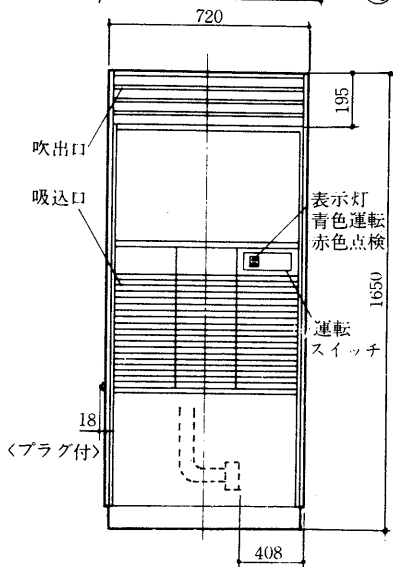 720
195
吹出口
吸込口
表示灯
青色運転
赤色点検
1650
運転
スイッチ
18
〈プラグ付〉
408